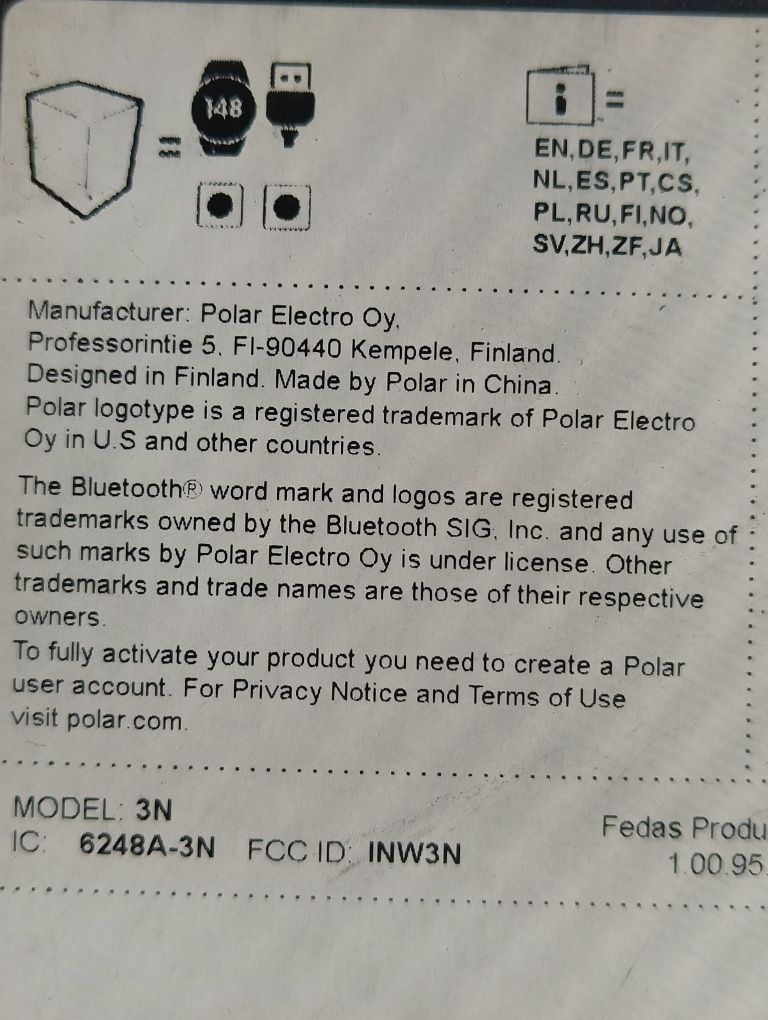 148
=
=
EN,DE,FR,IT,
NL,ES,PT,CS,
PL,RU,FI,NO,
SV,ZH,ZF,JA
Manufacturer: Polar Electro Oy,
Professorintie 5, FI-90440 Kempele, Finland.
Designed in Finland. Made by Polar in China.
Polar logotype is a registered trademark of Polar Electro
Oy in U.S and other countries.
The Bluetooth® word mark and logos are registered
trademarks owned by the Bluetooth SIG, Inc. and any use of
such marks by Polar Electro Oy is under license. Other
trademarks and trade names are those of their respective
owners.
To fully activate your product you need to create a Polar
user account. For Privacy Notice and Terms of Use
visit polar.com.
MODEL: 3N
IC: 6248A-3N FCC ID: INW3N
Fedas Produ
1.00.95.